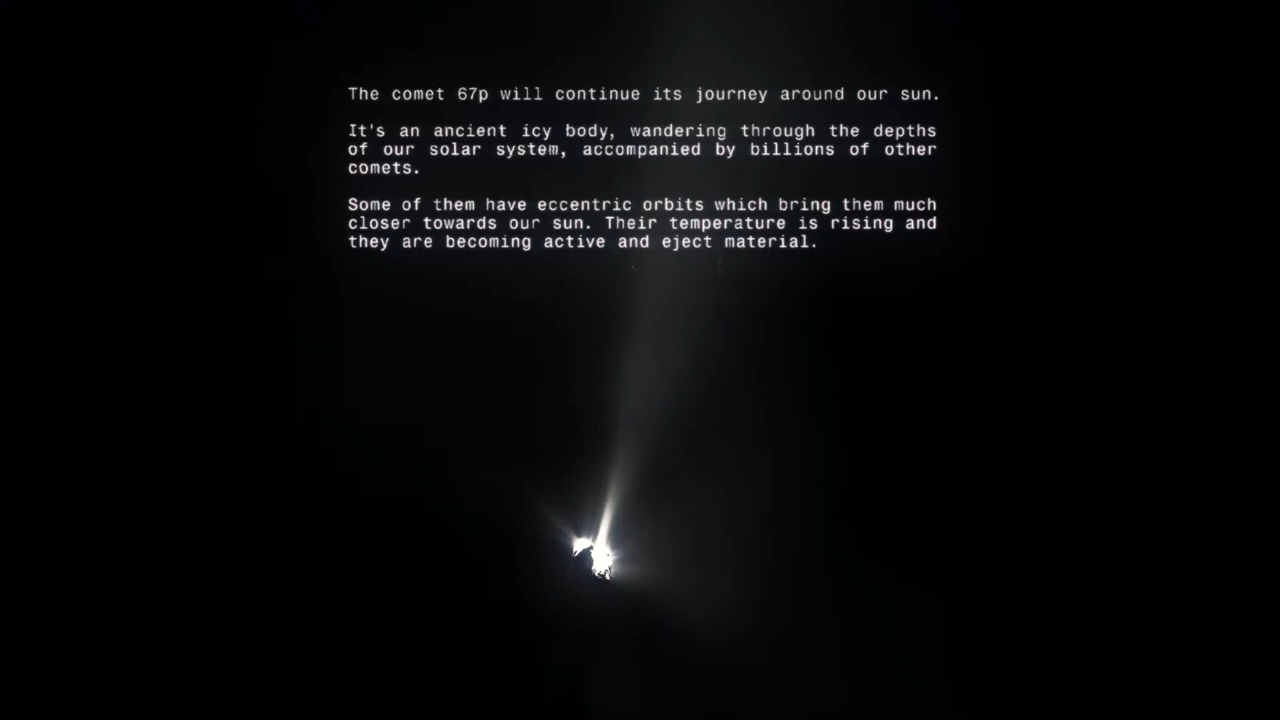 The comet 67p will continue its journey around our sun.
It's an ancient icy body, wandering through the depths
of our solar system, accompanied by billions of other
comets.
Some of them have eccentric orbits which bring them much
closer towards our sun. Their temperature is rising and
they are becoming active and eject material.